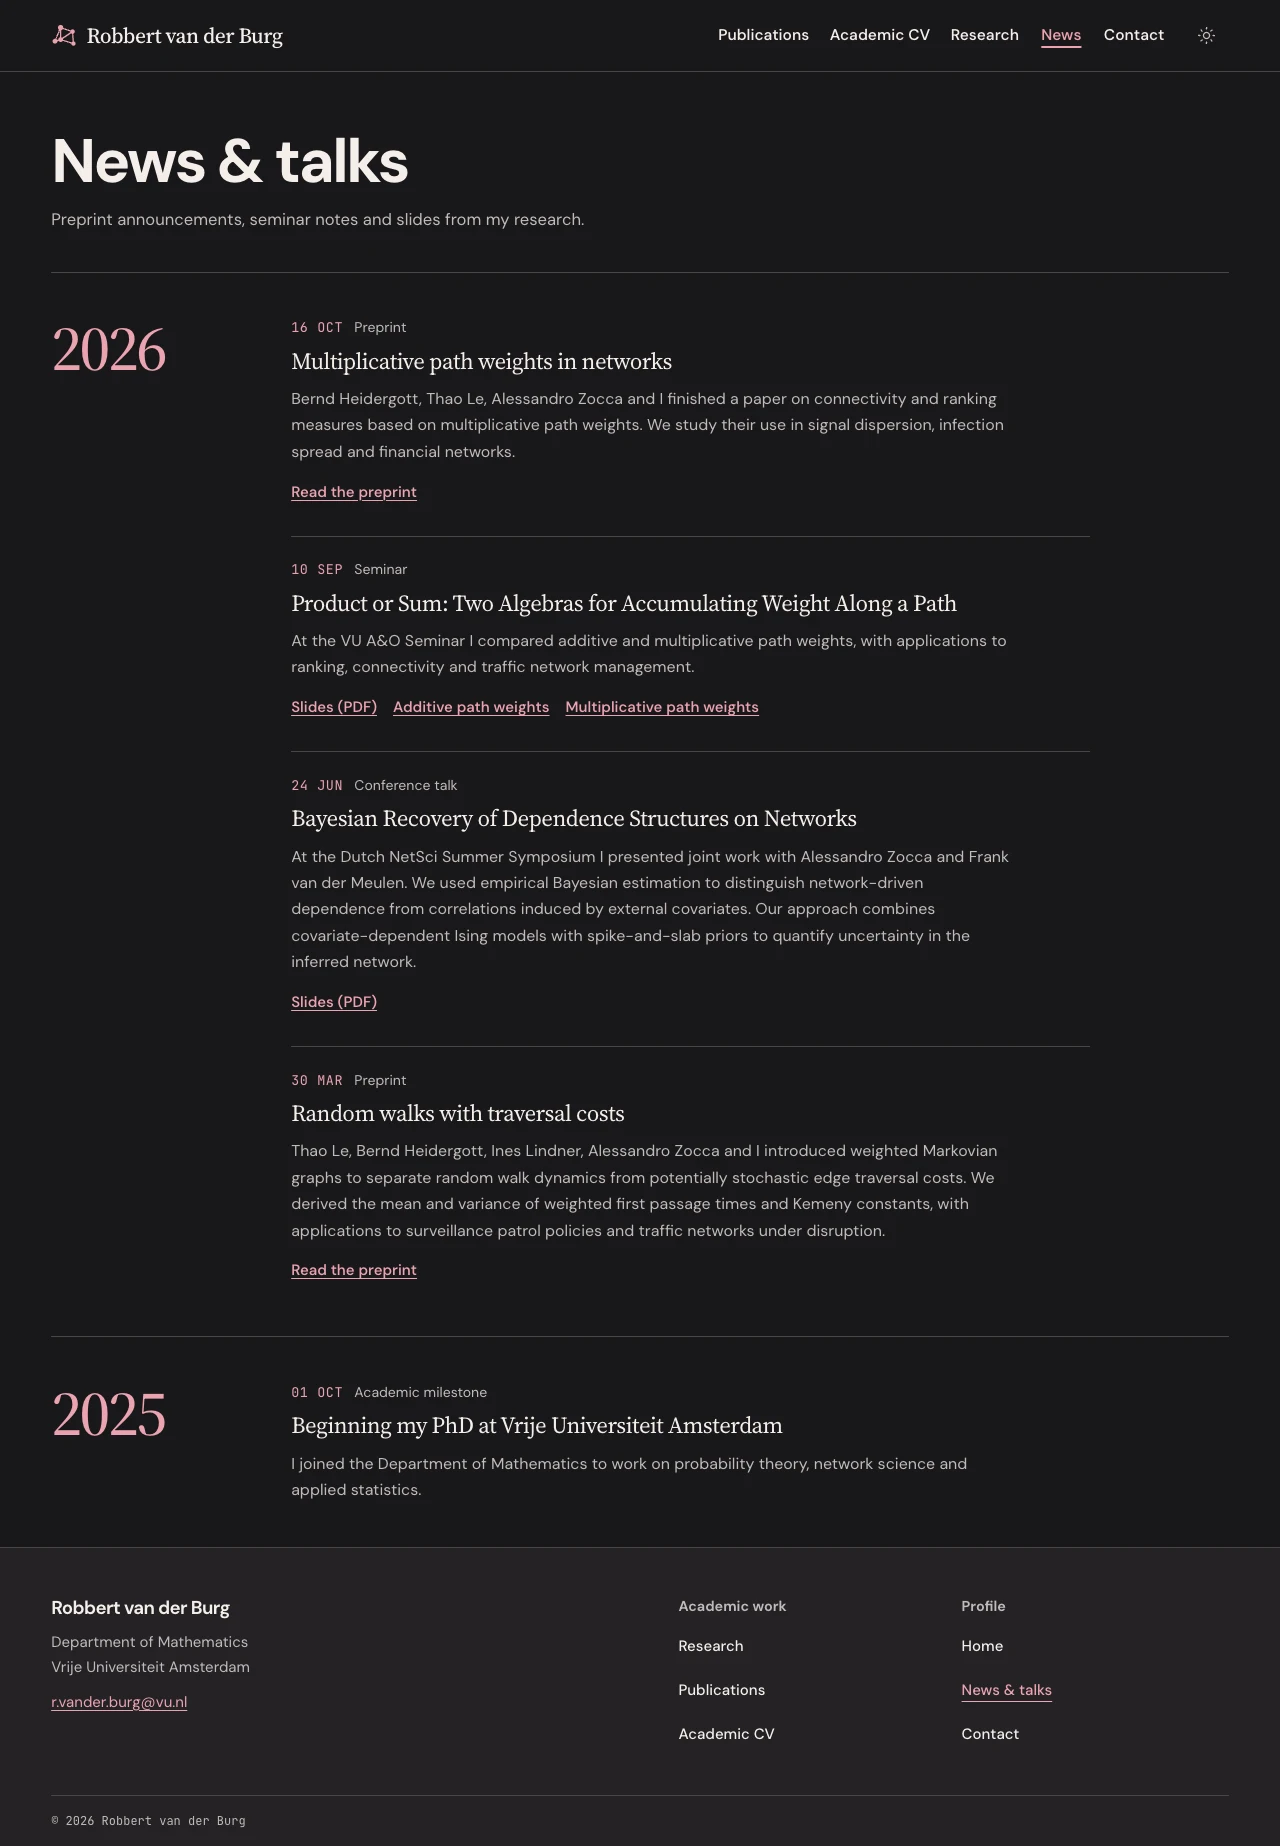 Robbert van der Burg
Publications Academic CV Research News Contact
News & talks
Preprint announcements, seminar notes and slides from my research.
2026
16 OCT Preprint
Multiplicative path weights in networks
Bernd Heidergott, Thao Le, Alessandro Zocca and I finished a paper on connectivity and ranking
measures based on multiplicative path weights. We study their use in signal dispersion, infection
spread and financial networks.
Read the preprint
10 SEP Seminar
Product or Sum: Two Algebras for Accumulating Weight Along a Path
At the VU A&O Seminar I compared additive and multiplicative path weights, with applications to
ranking, connectivity and traffic network management.
Slides (PDF) Additive path weights Multiplicative path weights
24 JUN Conference talk
Bayesian Recovery of Dependence Structures on Networks
At the Dutch NetSci Summer Symposium I presented joint work with Alessandro Zocca and Frank
van der Meulen. We used empirical Bayesian estimation to distinguish network-driven
dependence from correlations induced by external covariates. Our approach combines
covariate-dependent Ising models with spike-and-slab priors to quantify uncertainty in the
inferred network.
Slides (PDF)
30 MAR Preprint
Random walks with traversal costs
Thao Le, Bernd Heidergott, Ines Lindner, Alessandro Zocca and I introduced weighted Markovian
graphs to separate random walk dynamics from potentially stochastic edge traversal costs. We
derived the mean and variance of weighted first passage times and Kemeny constants, with
applications to surveillance patrol policies and traffic networks under disruption.
Read the preprint
2025
01 OCT Academic milestone
Beginning my PhD at Vrije Universiteit Amsterdam
I joined the Department of Mathematics to work on probability theory, network science and
applied statistics.
Robbert van der Burg
Department of Mathematics
Vrije Universiteit Amsterdam
r.vander.burg@vu.nl
Academic work
Research
Publications
Academic CV
Profile
Home
News & talks
Contact
© 2026 Robbert van der Burg